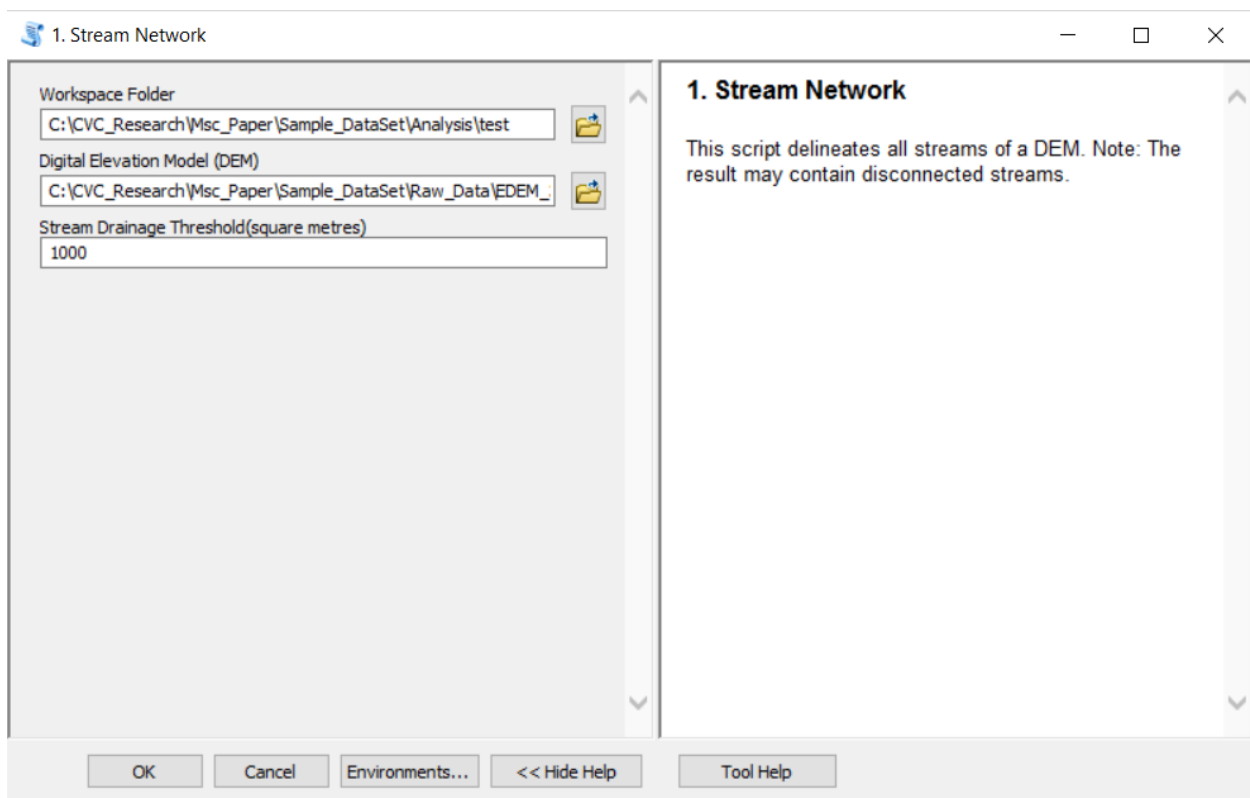 1. Stream Network
Workspace Folder
C:\CVC_Research\Msc_Paper\Sample_DataSet\Analysis\test
Digital Elevation Model (DEM)
C:\CVC_Research\Msc_Paper\Sample_DataSet\Raw_Data\EDEM_
Stream Drainage Threshold(square metres)
1000
1. Stream Network
This script delineates all streams of a DEM. Note: The
result may contain disconnected streams.
OK Cancel Environments... << Hide Help Tool Help